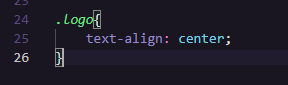 24 .logo{
25 text-align: center;
26 }